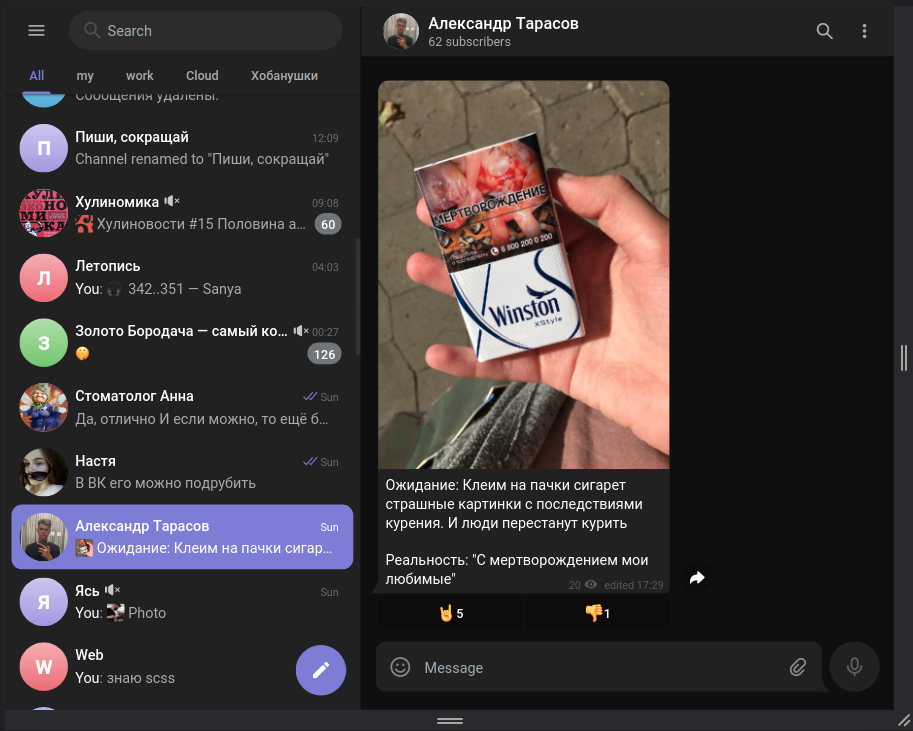 Search
All
my
work
Cloud
Хобанушки
Сообщения удалены.
П
Пиши, сокращай
12:09
Channel renamed to "Пиши, сокращай"
Хулиномика
09:08
Хулиновости #15 Половина а...
60
Л
Летопись
04:03
You: 342..351 — Sanya
З
Золото Бородача — самый ко...
00:27
126
Стоматолог Анна
Sun
Да, отлично И если можно, то ещё б...
Настя
Sun
В ВК его можно подрубить
Александр Тарасов
Sun
Ожидание: Клеим на пачки сигар...
Я
Ясь
Sun
You: Photo
W
Web
You: знаю scss
Александр Тарасов
62 subscribers
МЕРТВОРОЖДЕНИЕ
8 800 200 0 200
Winston
XStyle
Ожидание: Клеим на пачки сигарет
страшные картинки с последствиями
курения. И люди перестанут курить
Реальность: "С мертворождением мои
любимые"
20
edited 17:29
5
1
Message